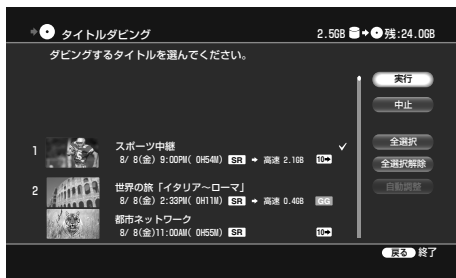 タイトルダビング 2.5GB 残:24.0GB
ダビングするタイトルを選んでください。
実行
中止
全選択
全選択解除
自動調整
1 スポーツ中継
8/ 8(金) 9:00PM( 0H54M) SR 高速 2.1GB 10
2 世界の旅「イタリア～ローマ」
8/ 8(金) 2:33PM( 0H11M) SR 高速 0.4GB GG
都市ネットワーク
8/ 8(金)11:00AM( 0H55M) SR 10
戻る 終了